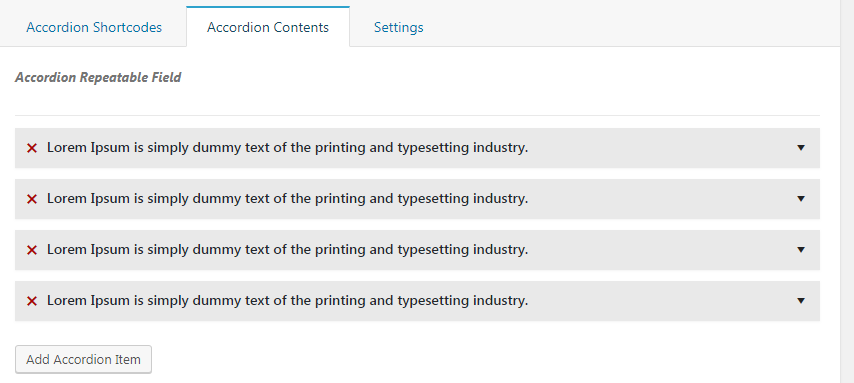 Accordion Shortcodes Accordion Contents Settings
Accordion Repeatable Field
Lorem Ipsum is simply dummy text of the printing and typesetting industry.
Lorem Ipsum is simply dummy text of the printing and typesetting industry.
Lorem Ipsum is simply dummy text of the printing and typesetting industry.
Lorem Ipsum is simply dummy text of the printing and typesetting industry.
Add Accordion Item